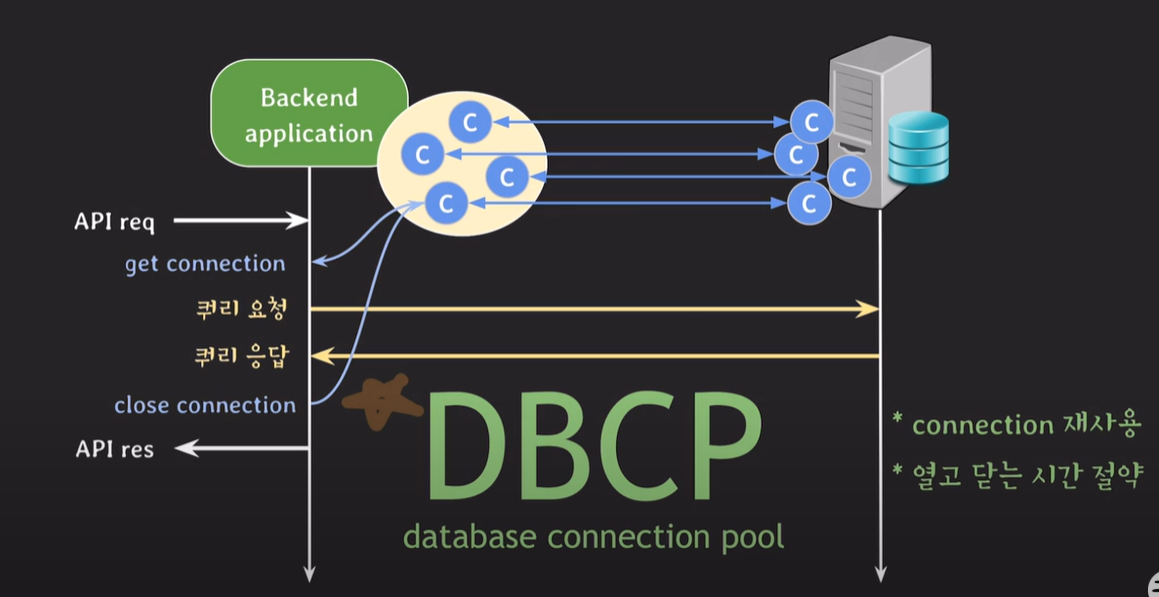 Backend
application
C
C
C
C
C
C
C
C
API req
get connection
쿼리 요청
쿼리 응답
close connection
API res
DBCP
database connection pool
* connection 재사용
* 열고 닫는 시간 절약